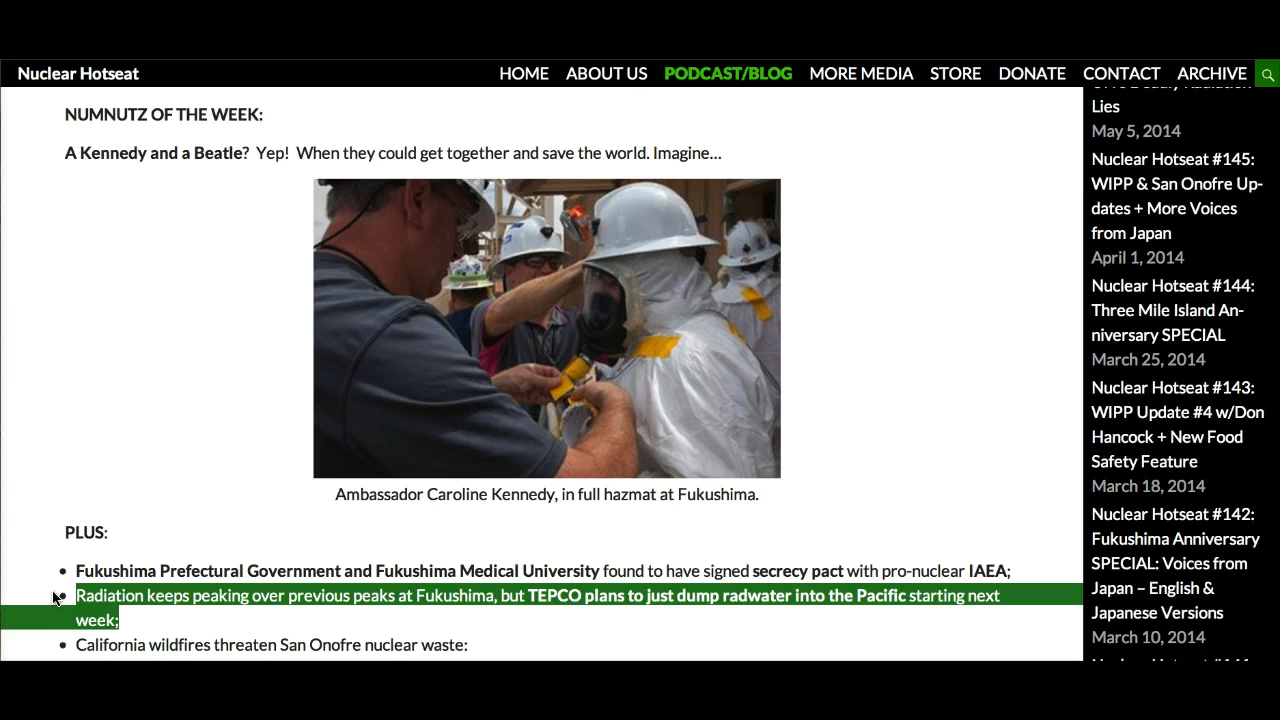 Nuclear Hotseat
HOME ABOUT US PODCAST/BLOG MORE MEDIA STORE DONATE CONTACT ARCHIVE
NUMNUTZ OF THE WEEK:
A Kennedy and a Beatle? Yep! When they could get together and save the world. Imagine...
Ambassador Caroline Kennedy, in full hazmat at Fukushima.
PLUS:
• Fukushima Prefectural Government and Fukushima Medical University found to have signed secrecy pact with pro-nuclear IAEA;
• Radiation keeps peaking over previous peaks at Fukushima, but TEPCO plans to just dump radwater into the Pacific starting next
week;
• California wildfires threaten San Onofre nuclear waste:
Lies
May 5, 2014
Nuclear Hotseat #145:
WIPP & San Onofre Up-
dates + More Voices
from Japan
April 1, 2014
Nuclear Hotseat #144:
Three Mile Island An-
niversary SPECIAL
March 25, 2014
Nuclear Hotseat #143:
WIPP Update #4 w/Don
Hancock + New Food
Safety Feature
March 18, 2014
Nuclear Hotseat #142:
Fukushima Anniversary
SPECIAL: Voices from
Japan – English &
Japanese Versions
March 10, 2014